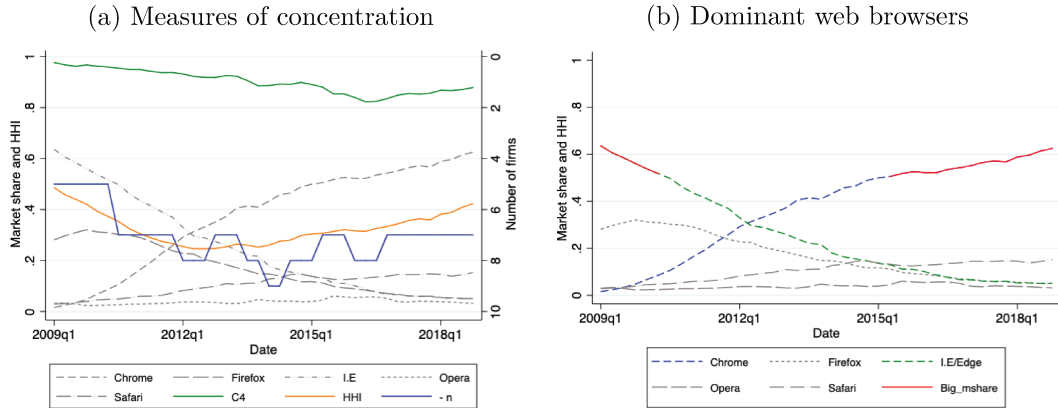 (a) Measures of concentration
Market share and HHI
1
.8
.6
.4
.2
0
0
2
4
6
8
10
Number of firms
2009q1 2012q1 2015q1 2018q1
Date
Chrome Firefox I.E Opera
Safari C4 HHI - n
(b) Dominant web browsers
Market share and HHI
1
.8
.6
.4
.2
0
2009q1 2012q1 2015q1 2018q1
Date
Chrome Firefox I.E/Edge
Opera Safari Big_mshare